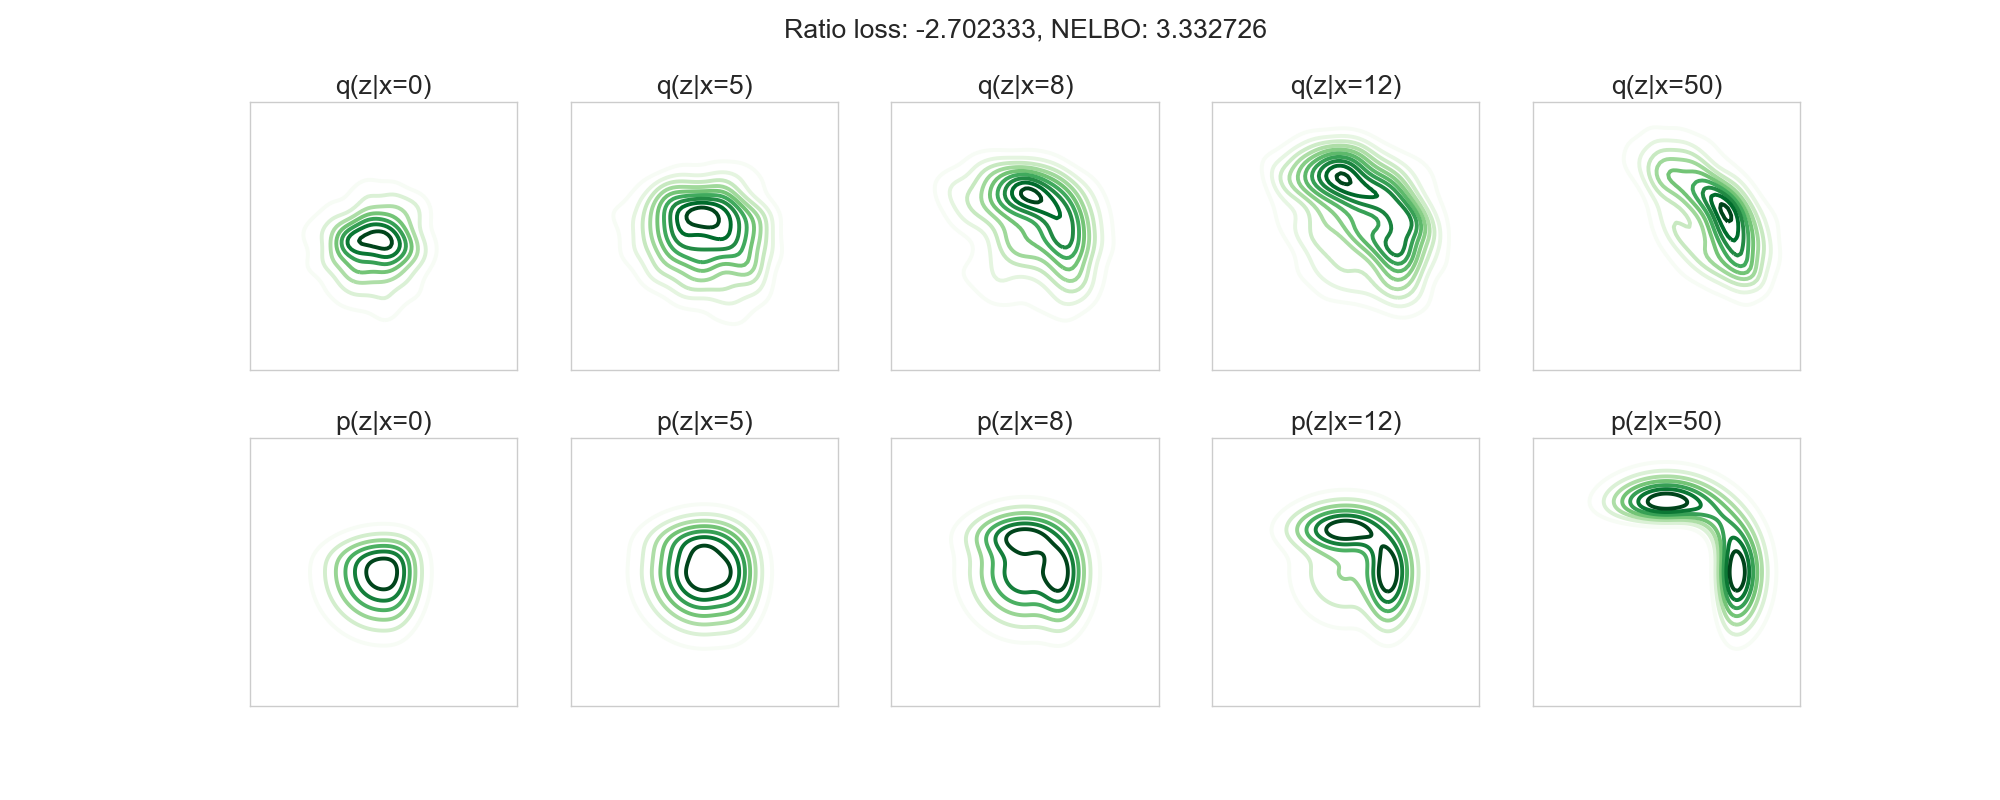 Ratio loss: -2.702333, NELBO: 3.332726
q(z|x=0) q(z|x=5) q(z|x=8) q(z|x=12) q(z|x=50)
p(z|x=0) p(z|x=5) p(z|x=8) p(z|x=12) p(z|x=50)